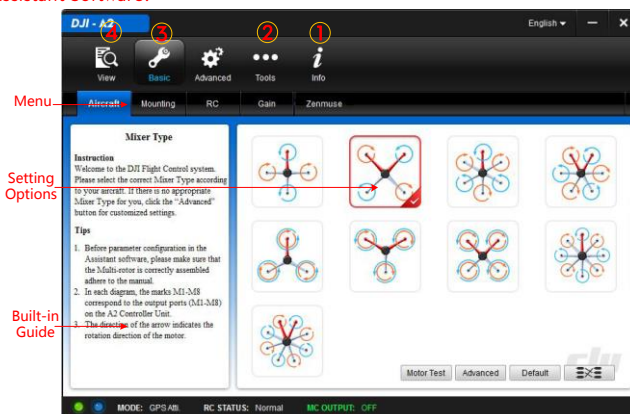 Assistant Software.
DJI - A2
English
④ ③ ② ①
View Basic Advanced Tools Info
Menu
Aircraft Mounting RC Gain Zenmuse
Mixer Type
Instruction
Welcome to the DJI Flight Control system.
Please select the correct Mixer Type according
to your aircraft. If there is no appropriate
Mixer Type for you, click the "Advanced"
button for customized settings.
Tips
1. Before parameter configuration in the
Assistant software, please make sure that
the Multi-rotor is correctly assembled
adhere to the manual.
2. In each diagram, the marks M1-M8
correspond to the output ports (M1-M8)
on the A2 Controller Unit.
3. The direction of the arrow indicates the
rotation direction of the motor.
Setting
Options
Built-in
Guide
Motor Test Advanced Default
MODE: GPS Atti. RC STATUS: Normal MC OUTPUT: OFF